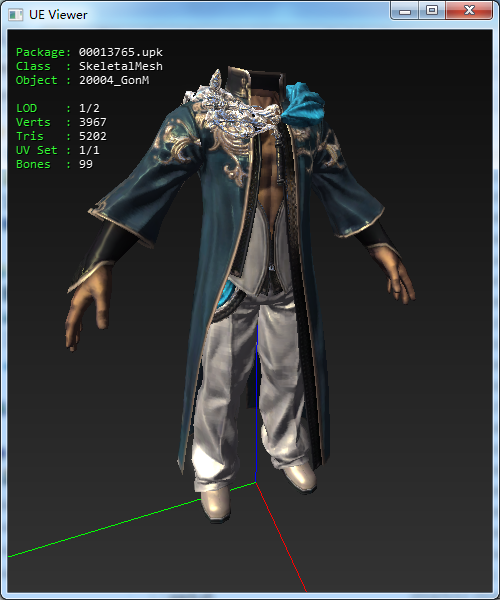 UE Viewer
Package: 00013765.upk
Class : SkeletalMesh
Object : 20004_GonM
LOD : 1/2
Verts : 3967
Tris : 5202
UV Set : 1/1
Bones : 99